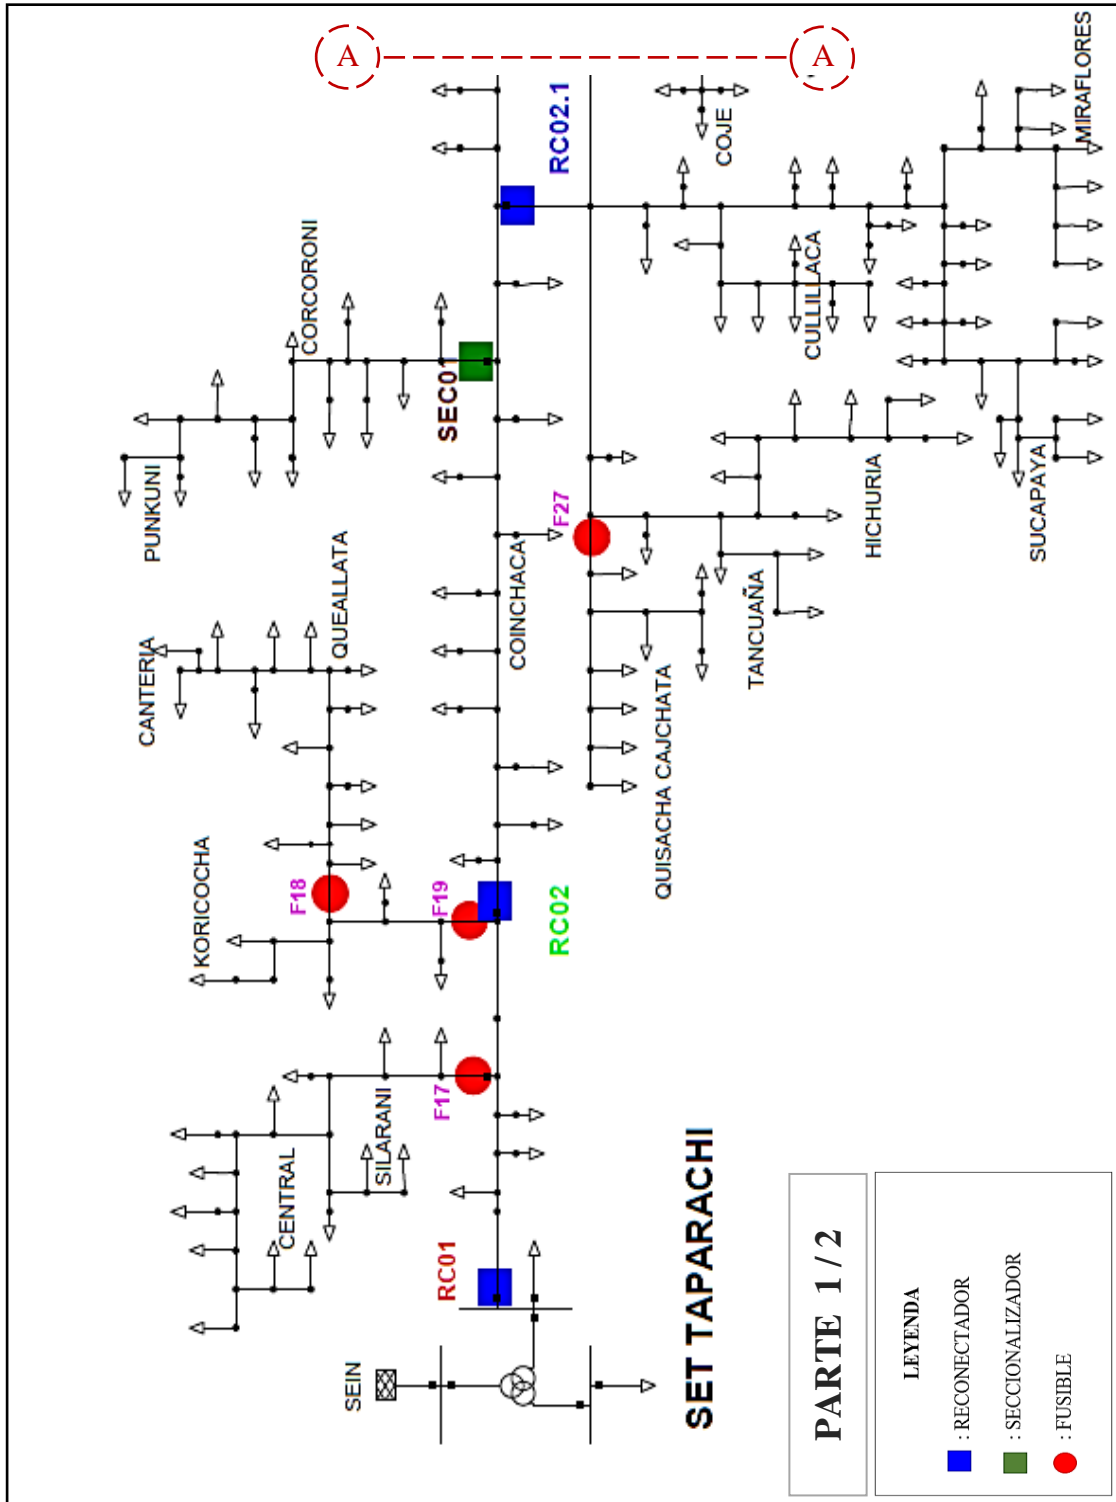 A
A
MIRAFLORES
RC02.1
COJE
CORCORONI
CULLILLACA
SEC01
PUNKUNI
F27
HICHURIA
SUCAPAYA
COINCHACA
QUEALLATA
CANTERIA
TANCUAÑA
QUISACHA CAJCHATA
KORICOCHA
F18
F19
RC02
F17
SILARANI
CENTRAL
RC01
SEIN
SET TAPARACHI
PARTE 1 / 2
LEYENDA
: RECONECTADOR
: SECCIONALIZADOR
: FUSIBLE